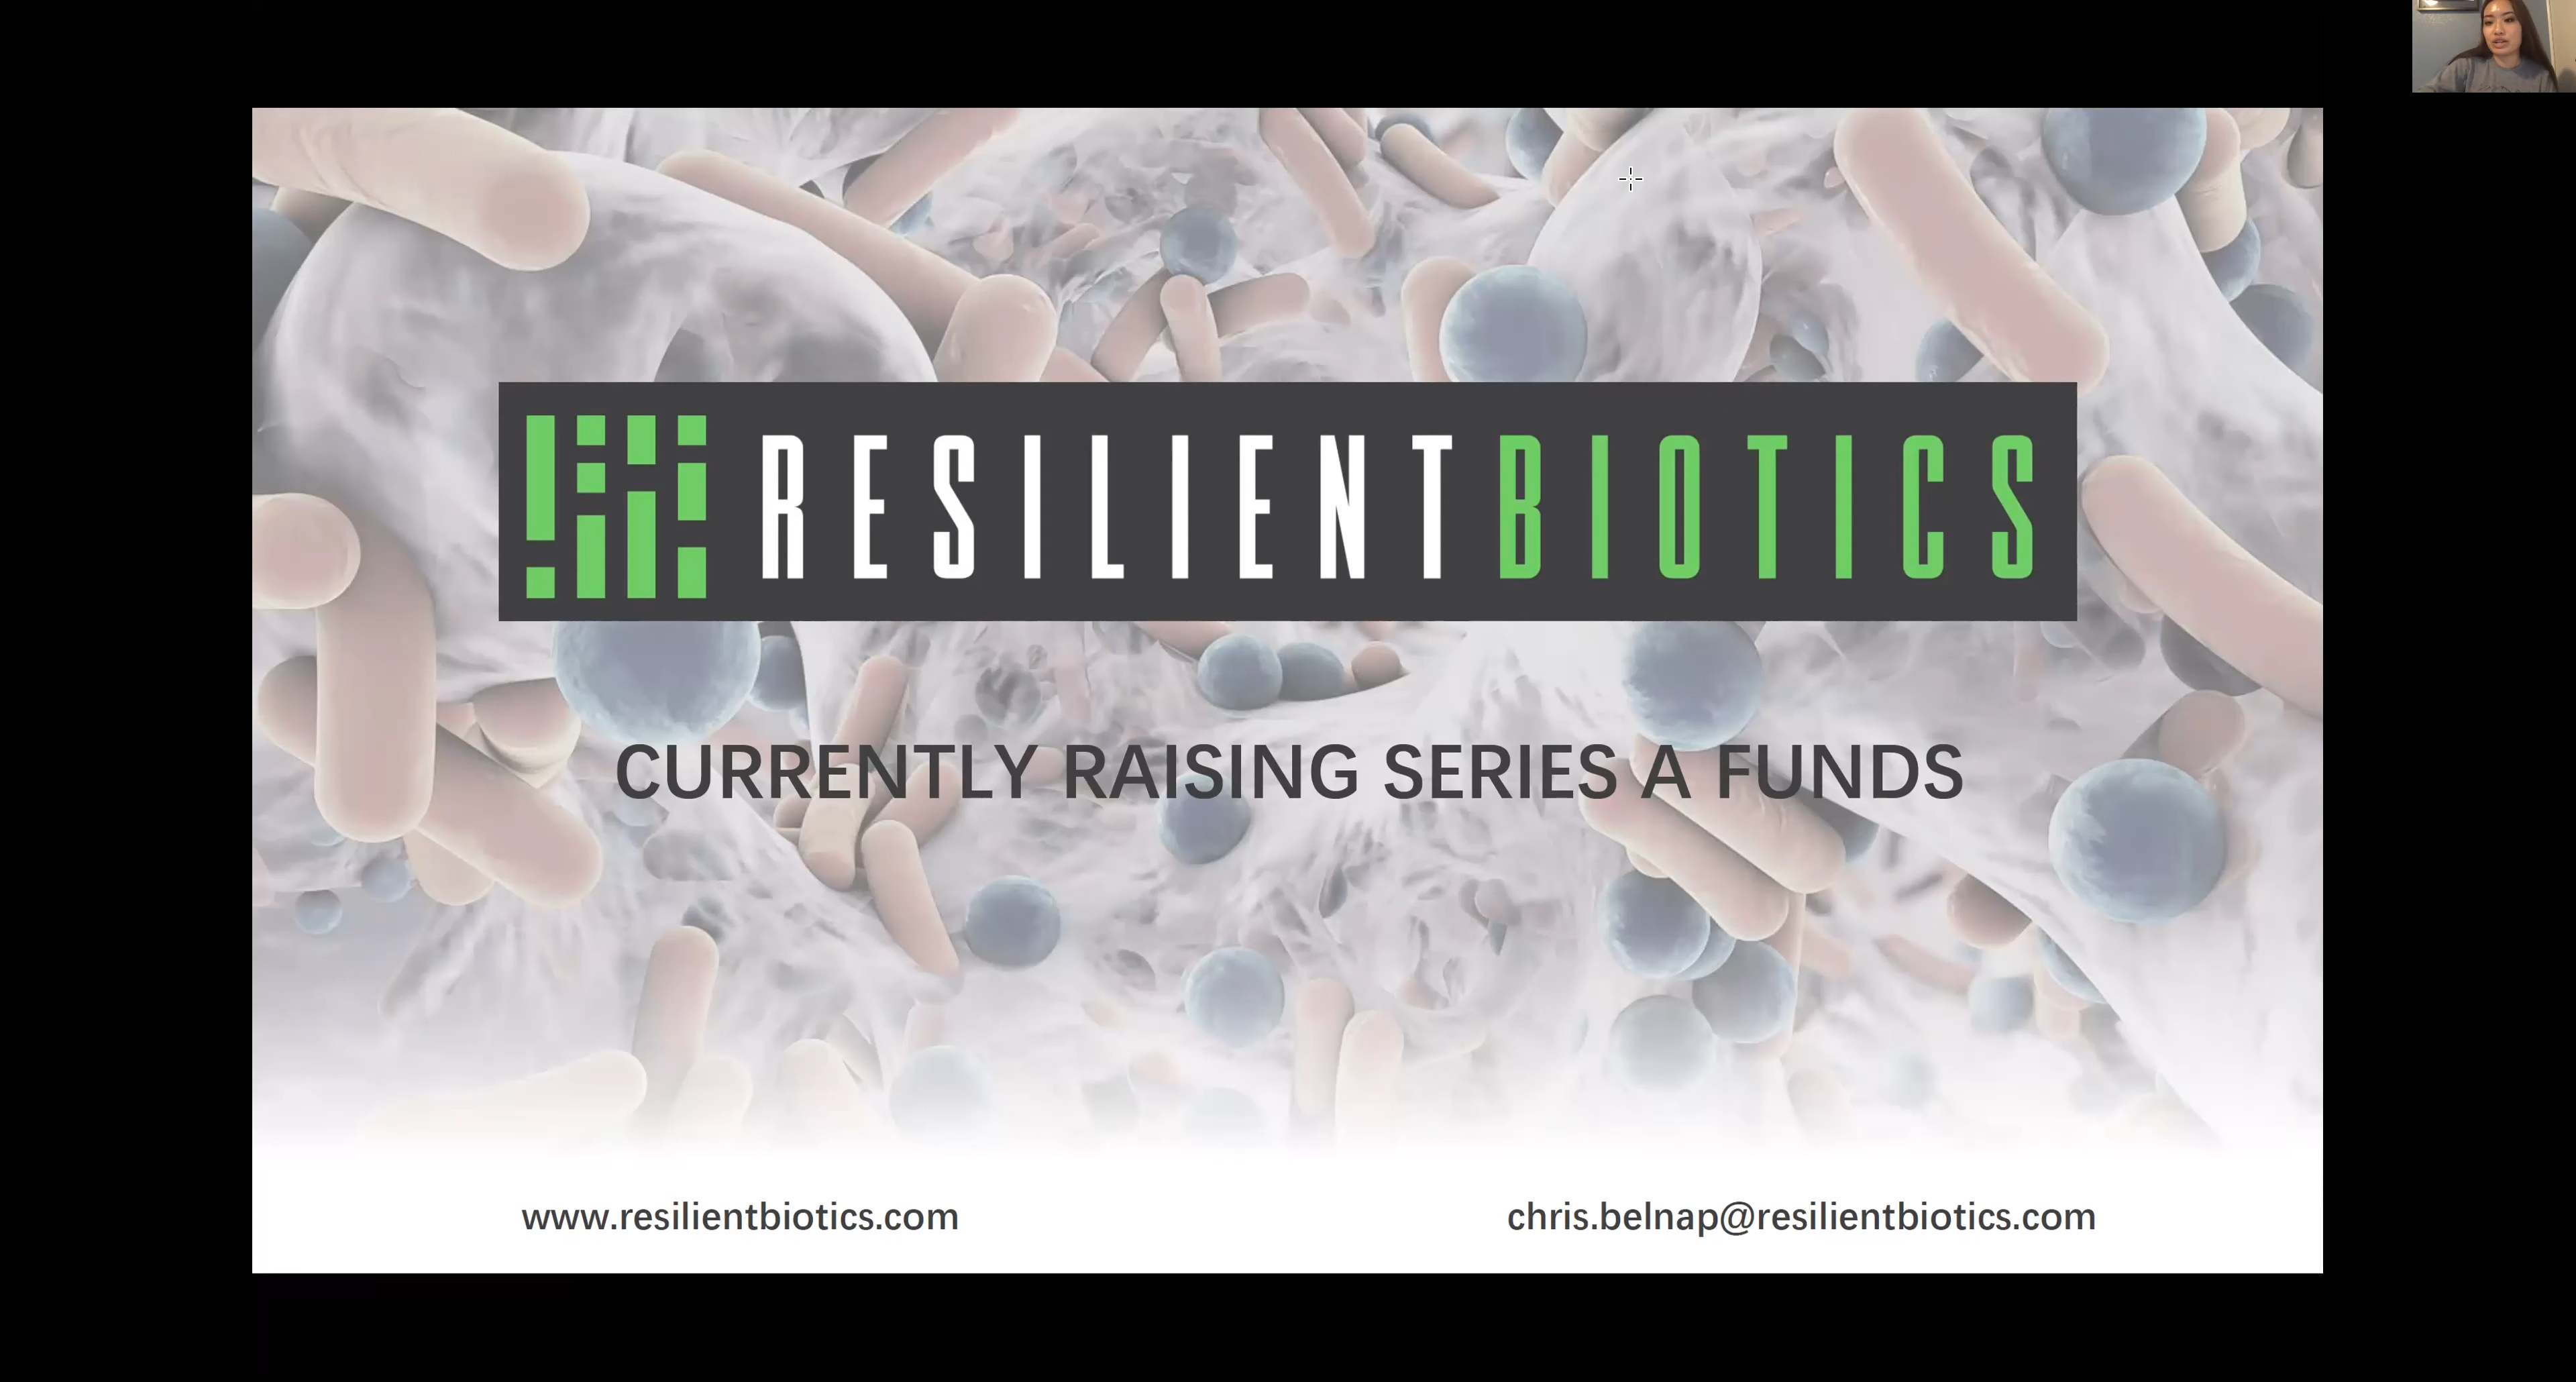 RESILIENTBIOTICS
CURRENTLY RAISING SERIES A FUNDS
www.resilientbiotics.com
chris.belnap@resilientbiotics.com